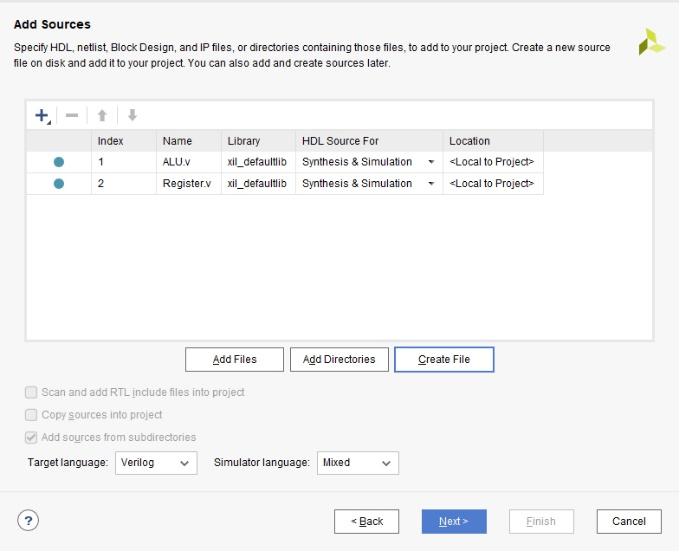 Add Sources
Specify HDL, netlist, Block Design, and IP files, or directories containing those files, to add to your project. Create a new source
file on disk and add it to your project. You can also add and create sources later.
Index Name Library HDL Source For Location
1 ALU.v xil_defaultlib Synthesis & Simulation <Local to Project>
2 Register.v xil_defaultlib Synthesis & Simulation <Local to Project>
Add Files Add Directories Create File
Scan and add RTL include files into project
Copy sources into project
Add sources from subdirectories
Target language: Verilog Simulator language: Mixed
? < Back Next > Finish Cancel